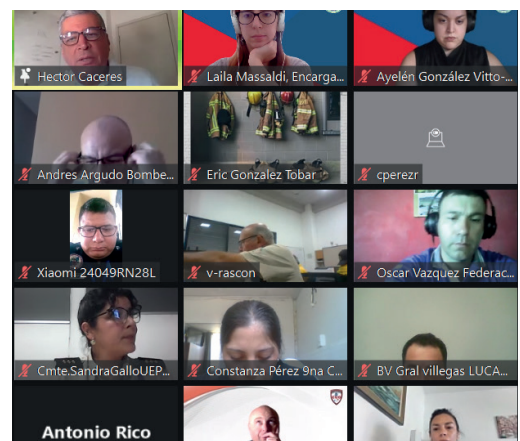 Hector Caceres
Laila Massaldi, Encarga...
Ayelén González Vitto-...
Andres Argudo Bombe...
Eric Gonzalez Tobar
cperezr
Xiaomi 24049RN28L
v-rascon
Oscar Vazquez Federac...
Cmte.SandraGalloUEP...
Constanza Pérez 9na C...
BV Gral villegas LUCA...
Antonio Rico